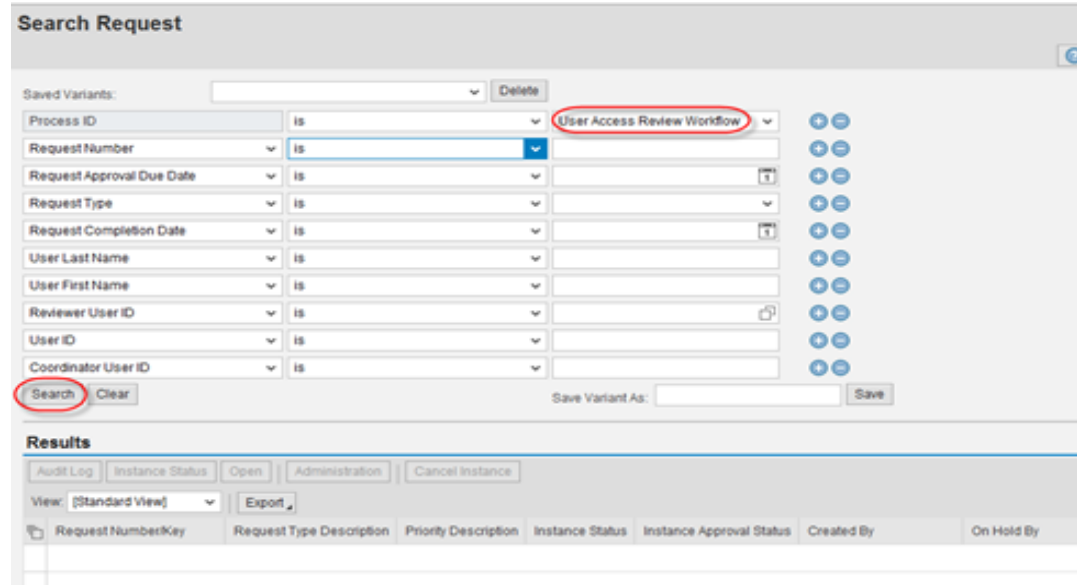 Search Request
Saved Variants: Delete
Process ID is User Access Review Workflow
Request Number is
Request Approval Due Date is 1
Request Type is
Request Completion Date is 1
User Last Name is
User First Name is
Reviewer User ID is
User ID is
Coordinator User ID is
Search Clear Save Variant As: Save
Results
Audit Log Instance Status Open Administration Cancel Instance
View: [Standard View] Export
Request Number/Key Request Type Description Priority Description Instance Status Instance Approval Status Created By On Hold By